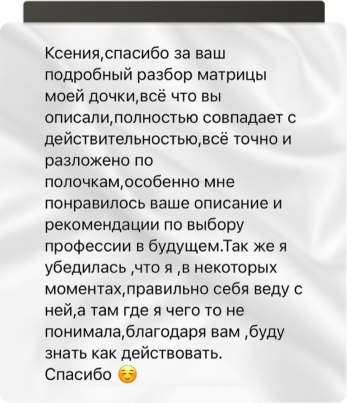 Ксения,спасибо за ваш
подробный разбор матрицы
моей дочки,всё что вы
описали,полностью совпадает с
действительностью,всё точно и
разложено по
полочкам,особенно мне
понравилось ваше описание и
рекомендации по выбору
профессии в будущем.Так же я
убедилась ,что я ,в некоторых
моментах,правильно себя веду с
ней,а там где я чего то не
понимала,благодаря вам ,буду
знать как действовать.
Спасибо ☺️